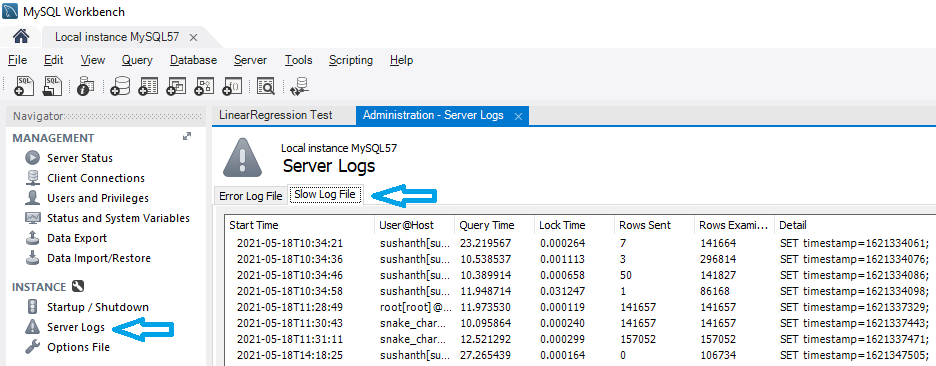 MySQL Workbench
Local instance MySQL57 ×
File Edit View Query Database Server Tools Scripting Help
Navigator
MANAGEMENT
Server Status
Client Connections
Users and Privileges
Status and System Variables
Data Export
Data Import/Restore
INSTANCE
Startup / Shutdown
Server Logs
Options File
LinearRegression Test Administration - Server Logs ×
Local instance MySQL57
Server Logs
Error Log File Slow Log File
Start Time User@Host Query Time Lock Time Rows Sent Rows Exami... Detail
2021-05-18T10:34:21 sushanth[su... 23.219567 0.000264 7 141664 SET timestamp=1621334061;
2021-05-18T10:34:36 sushanth[su... 10.538537 0.001113 3 296814 SET timestamp=1621334076;
2021-05-18T10:34:46 sushanth[su... 10.389914 0.000658 50 141827 SET timestamp=1621334086;
2021-05-18T10:34:58 sushanth[su... 11.948714 0.031247 1 86168 SET timestamp=1621334098;
2021-05-18T11:28:49 root[root] @... 11.973530 0.000119 141657 141657 SET timestamp=1621337329;
2021-05-18T11:30:43 snake_char... 10.095864 0.000240 141657 141657 SET timestamp=1621337443;
2021-05-18T11:31:11 snake_char... 12.521292 0.000299 157052 157052 SET timestamp=1621337471;
2021-05-18T14:18:25 sushanth[su... 27.265439 0.000164 0 106734 SET timestamp=1621347505;